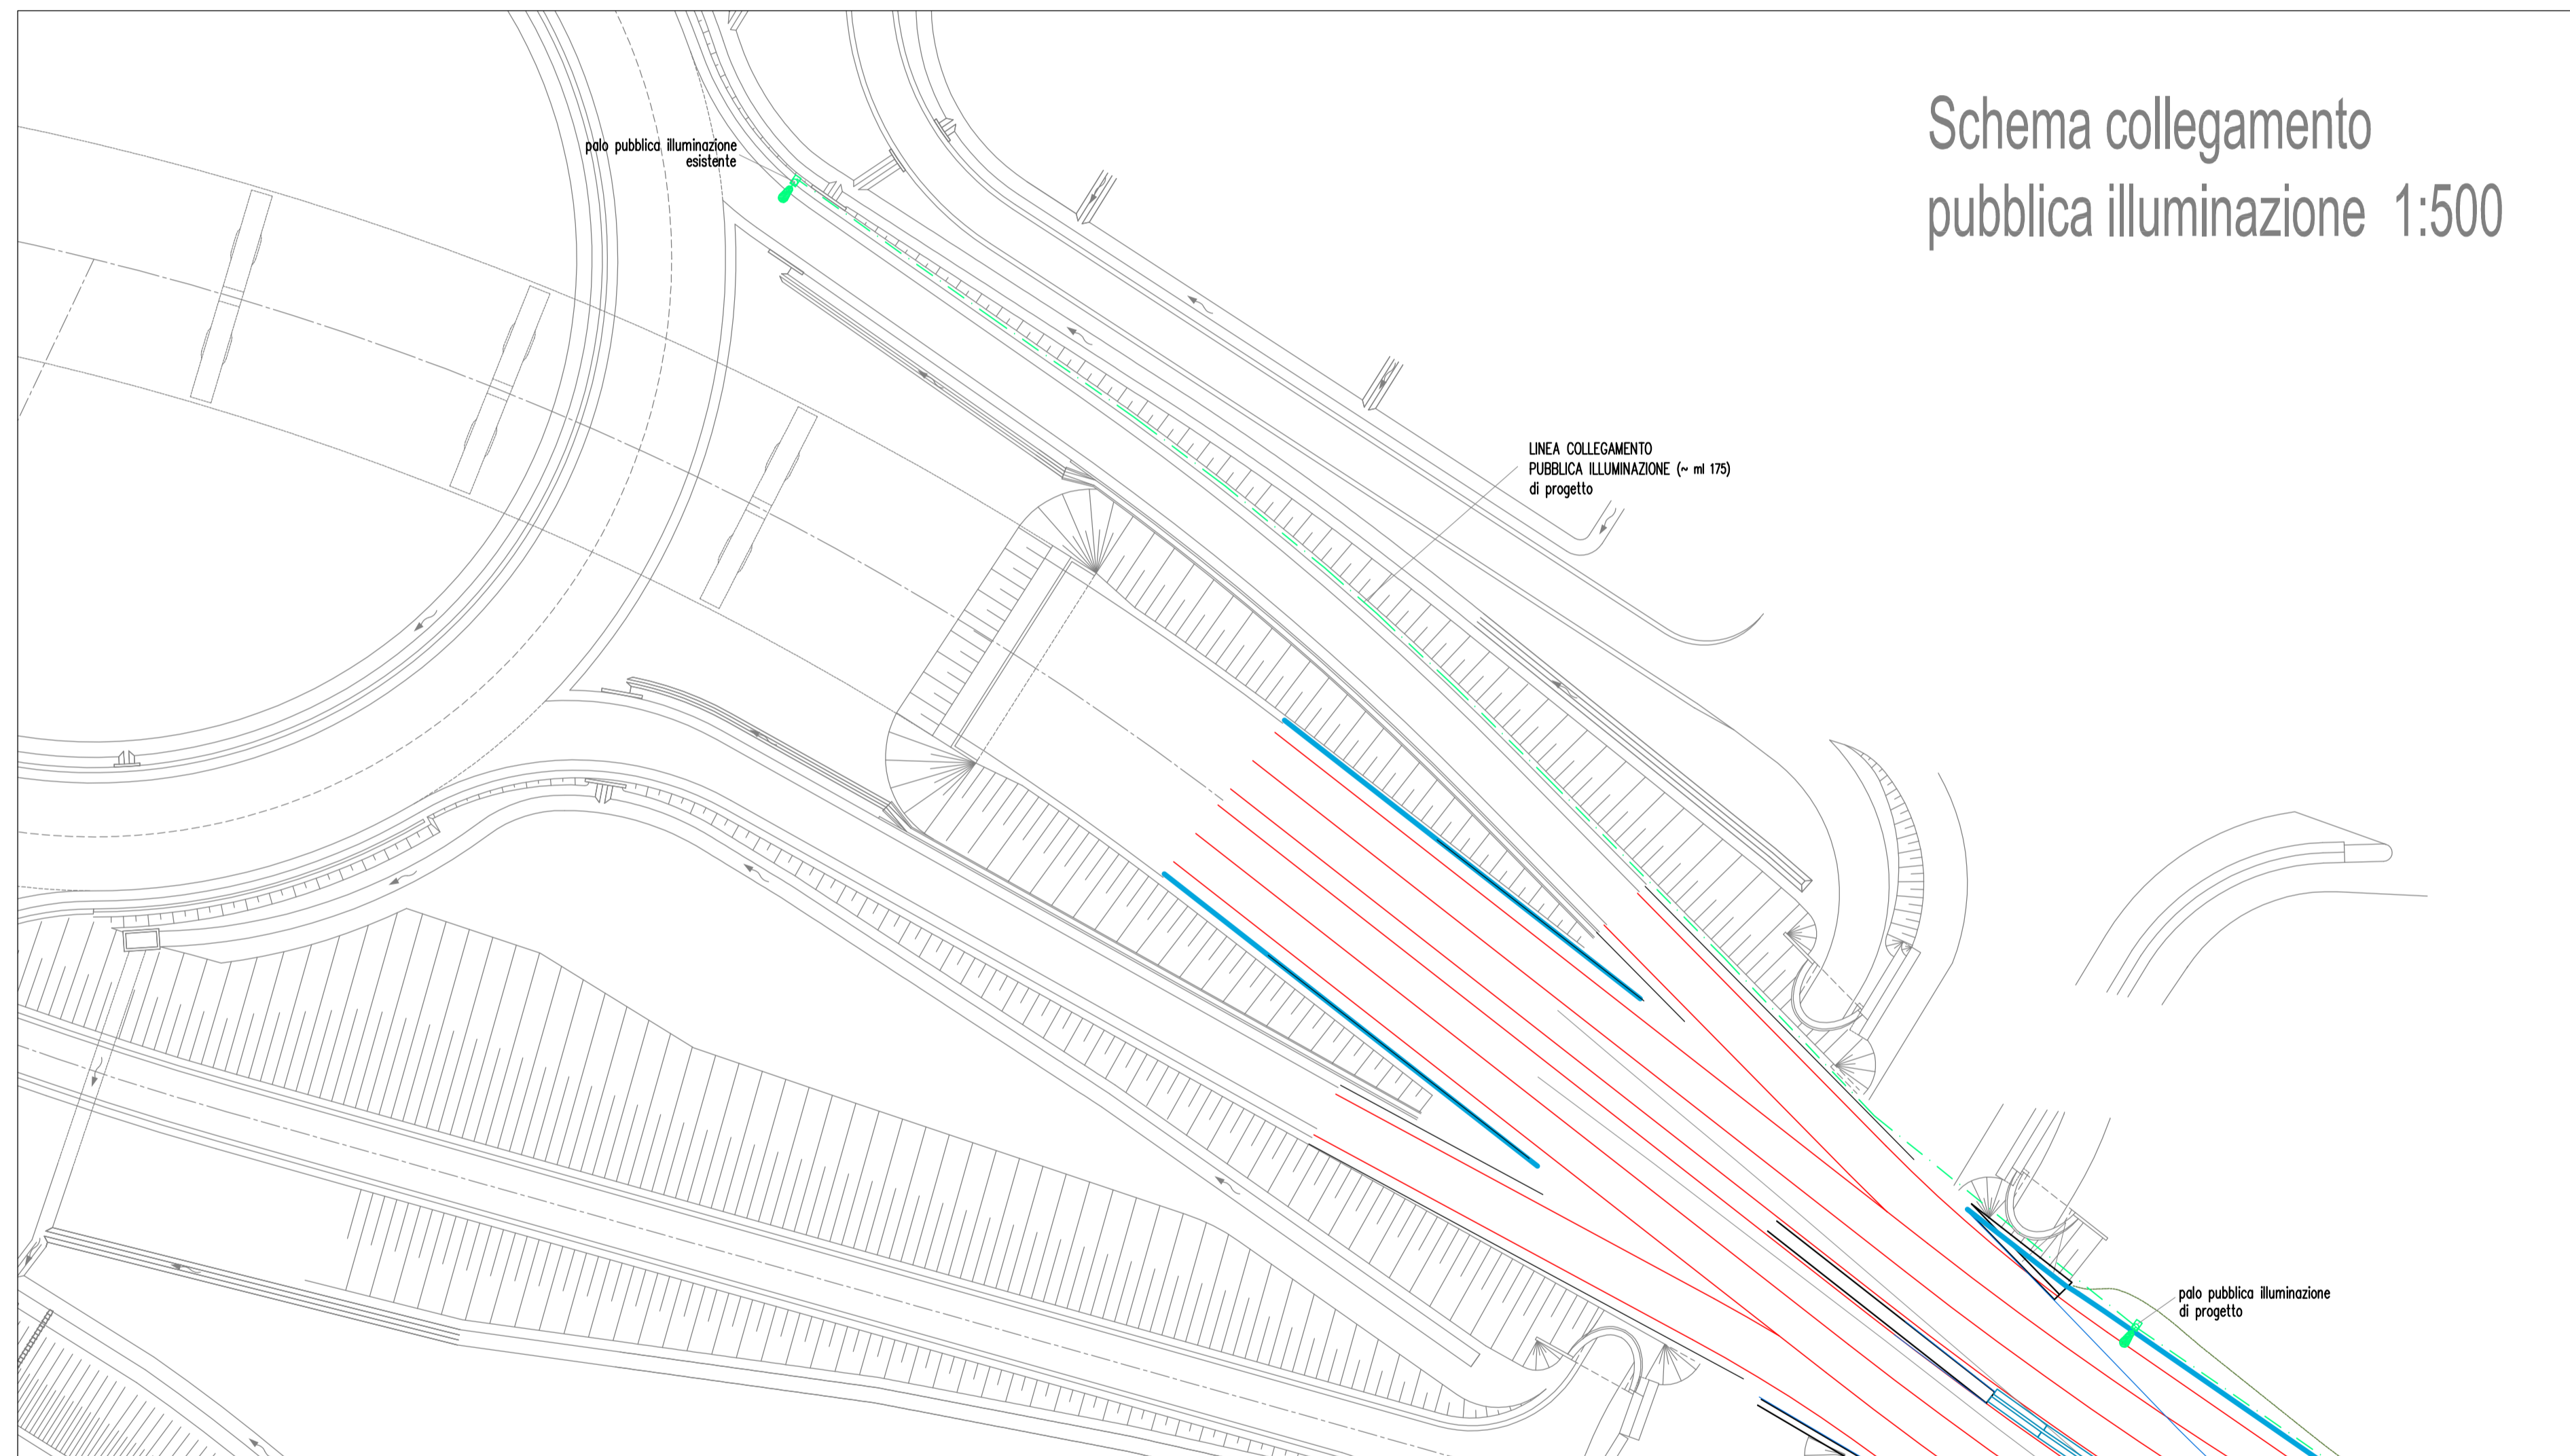 Schema collegamento
pubblica illuminazione 1:500
palo pubblica illuminazione
esistente
LINEA COLLEGAMENTO
PUBBLICA ILLUMINAZIONE (~ ml 175)
di progetto
palo pubblica illuminazione
di progetto